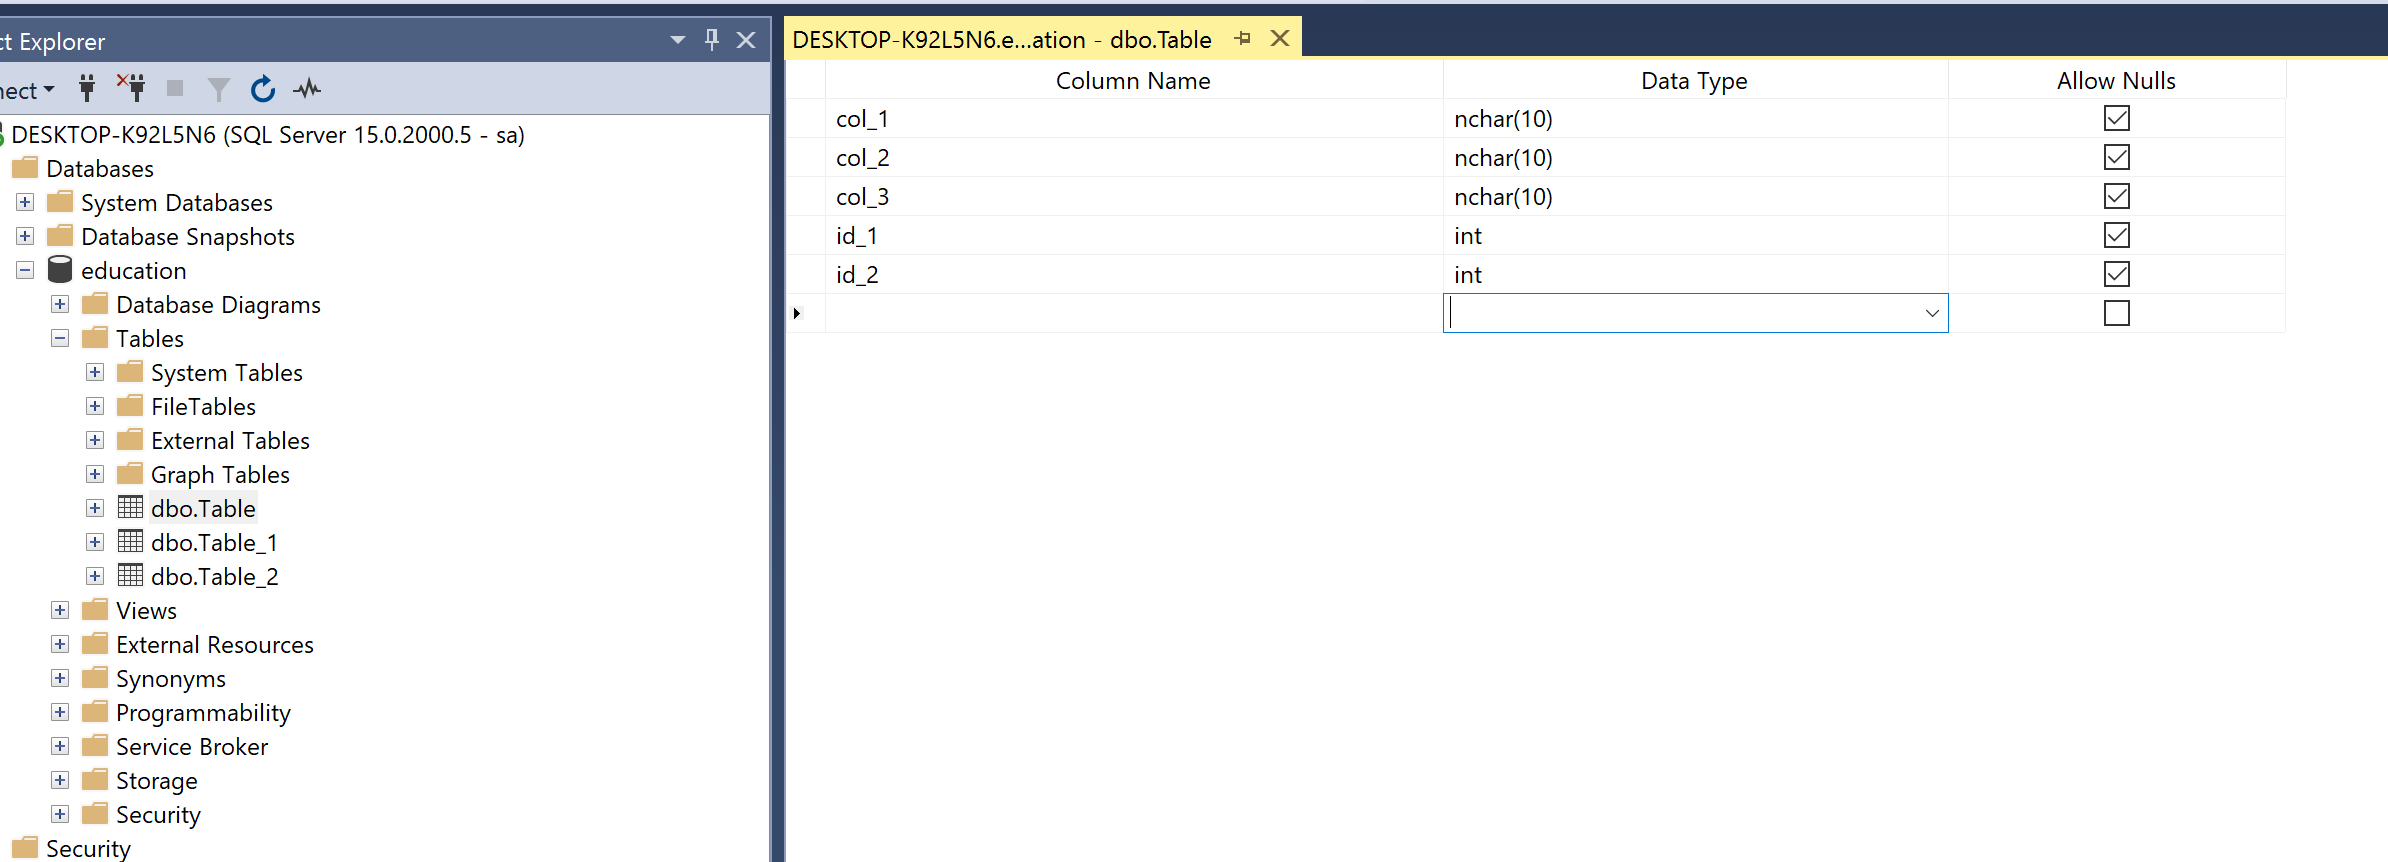 ct Explorer
nect
DESKTOP-K92L5N6 (SQL Server 15.0.2000.5 - sa)
Databases
System Databases
Database Snapshots
education
Database Diagrams
Tables
System Tables
FileTables
External Tables
Graph Tables
dbo.Table
dbo.Table_1
dbo.Table_2
Views
External Resources
Synonyms
Programmability
Service Broker
Storage
Security
Security
DESKTOP-K92L5N6.e...ation - dbo.Table
Column Name Data Type Allow Nulls
col_1 nchar(10)
col_2 nchar(10)
col_3 nchar(10)
id_1 int
id_2 int